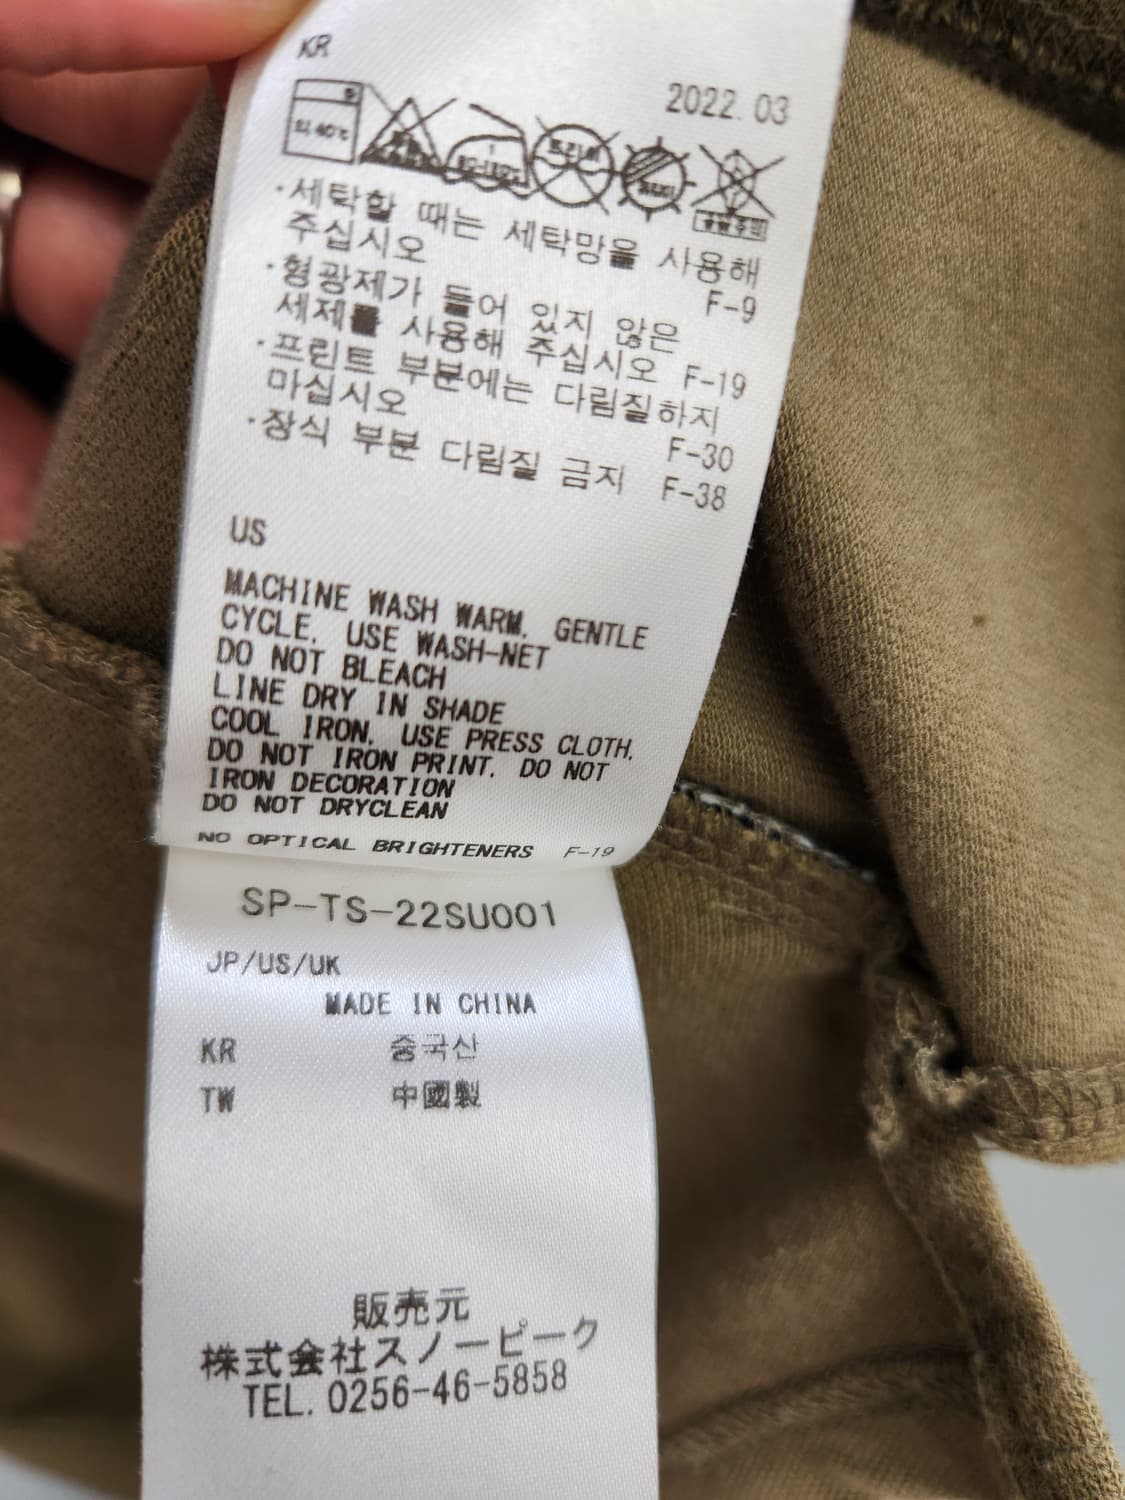 KR
2022.03
약 40℃
80~120℃
드라이
·세탁할 때는 세탁망을 사용해
주십시오 F-9
·형광제가 들어 있지 않은
세제를 사용해 주십시오 F-19
·프린트 부분에는 다림질하지
마십시오 F-30
·장식 부분 다림질 금지 F-38
US
MACHINE WASH WARM, GENTLE
CYCLE, USE WASH-NET
DO NOT BLEACH
LINE DRY IN SHADE
COOL IRON, USE PRESS CLOTH,
DO NOT IRON PRINT, DO NOT
IRON DECORATION
DO NOT DRYCLEAN
NO OPTICAL BRIGHTENERS F-19
SP-TS-22SU001
JP/US/UK
MADE IN CHINA
KR 중국산
TW 中國製
販売元
株式会社スノーピーク
TEL. 0256-46-5858